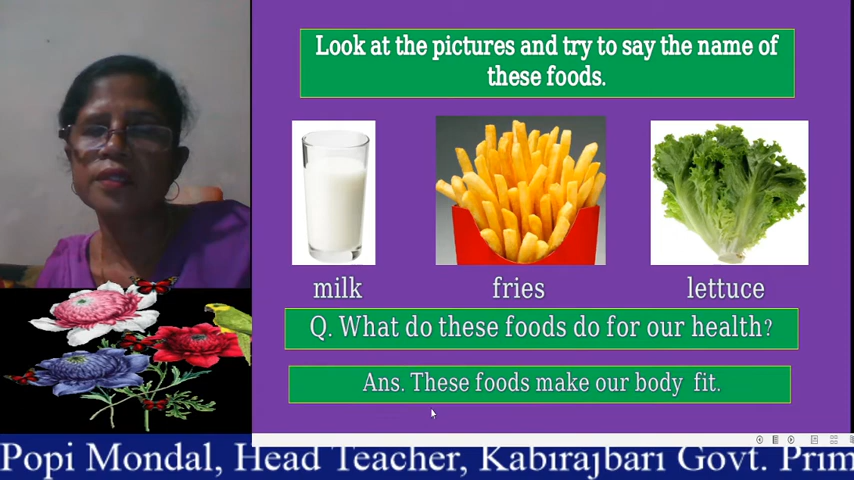 Look at the pictures and try to say the name of
these foods.
milk
fries
lettuce
Q. What do these foods do for our health?
Ans. These foods make our body fit.
Popi Mondal, Head Teacher, Kabirajbari Govt. Prim